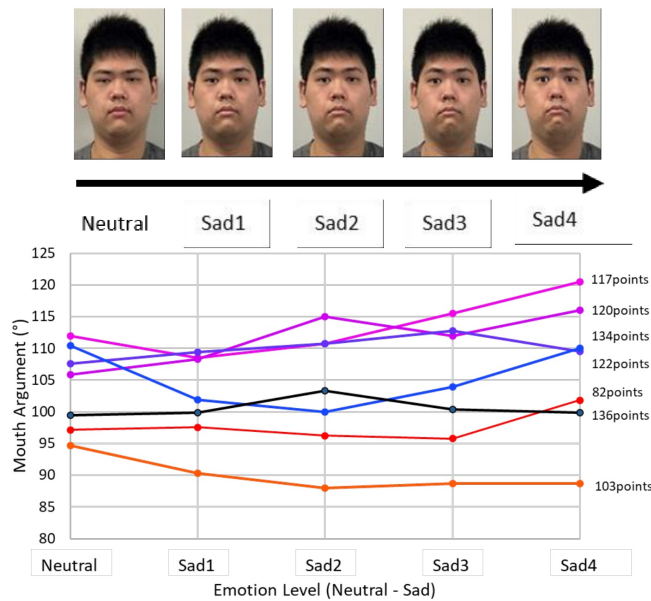 Neutral
Sad1
Sad2
Sad3
Sad4
125
120
115
110
105
100
95
90
85
80
Mouth Argument (°)
117points
120points
134points
122points
82points
136points
103points
Neutral
Sad1
Sad2
Sad3
Sad4
Emotion Level (Neutral - Sad)